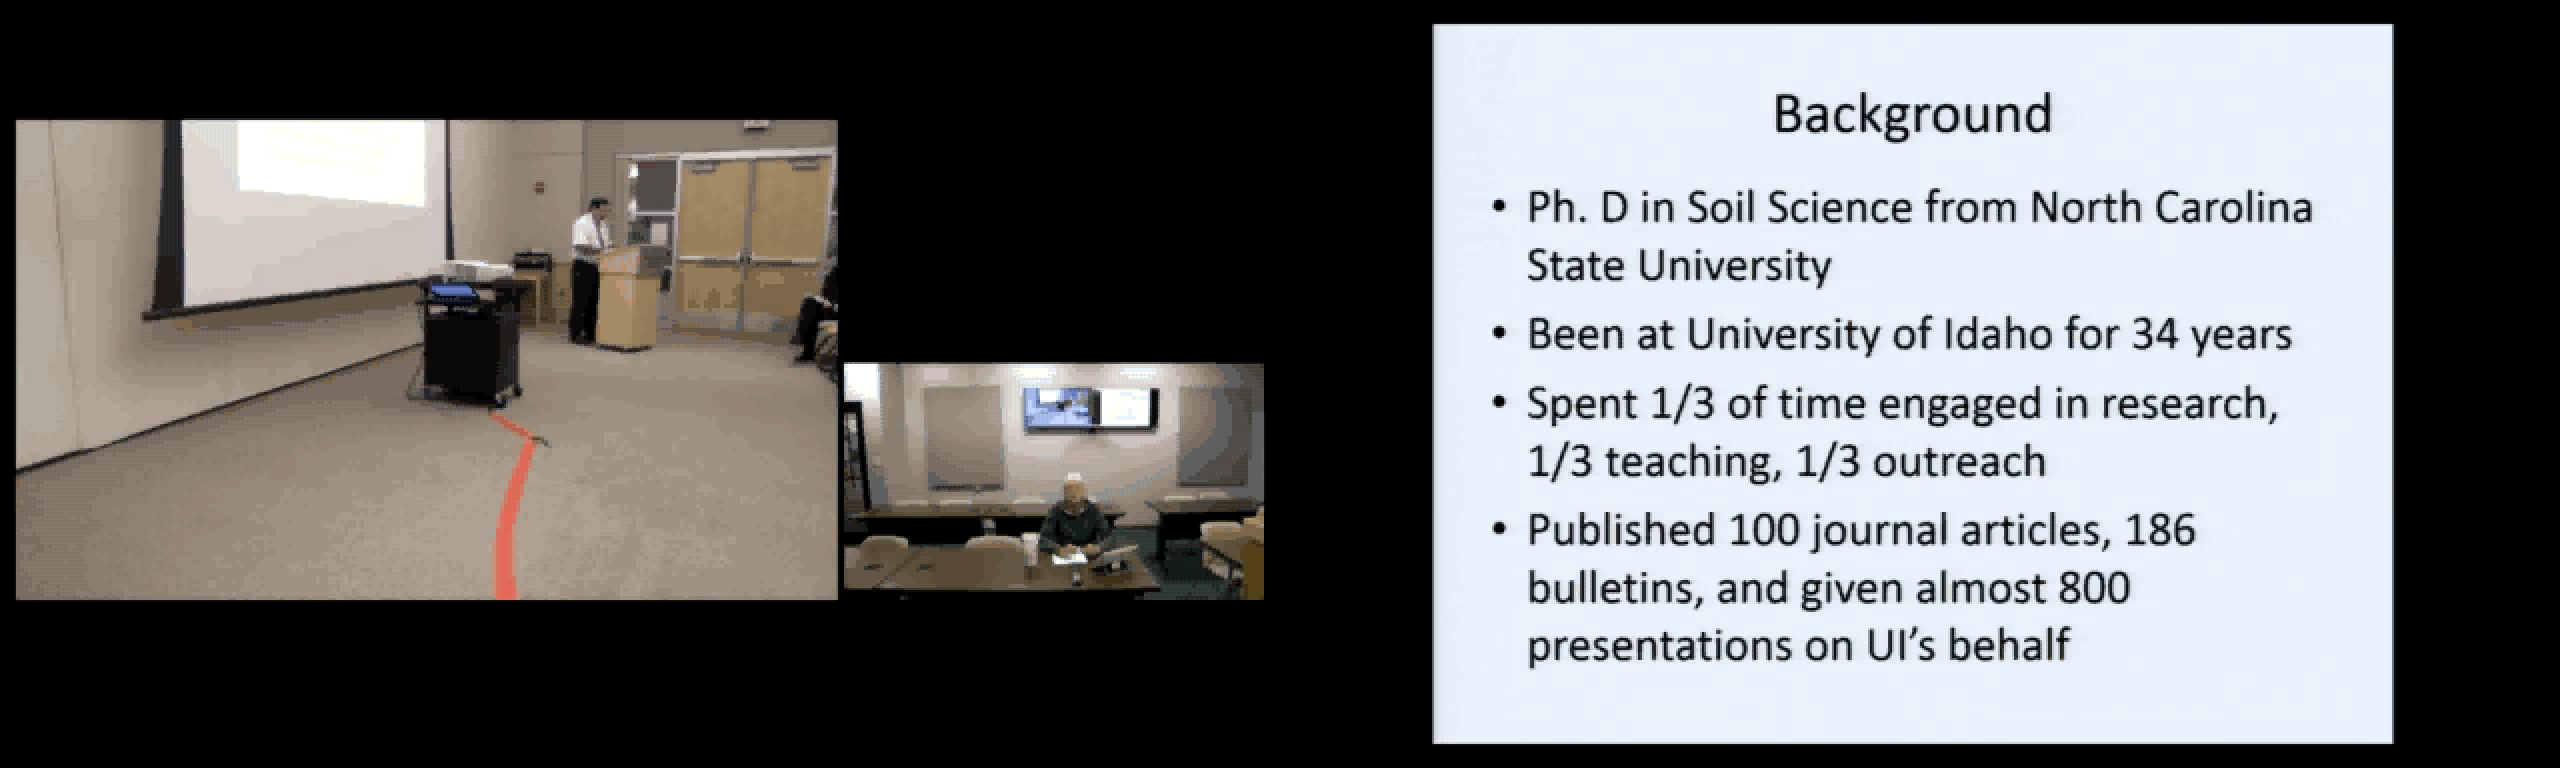 Background
• Ph. D in Soil Science from North Carolina
State University
• Been at University of Idaho for 34 years
• Spent 1/3 of time engaged in research,
1/3 teaching, 1/3 outreach
• Published 100 journal articles, 186
bulletins, and given almost 800
presentations on UI's behalf